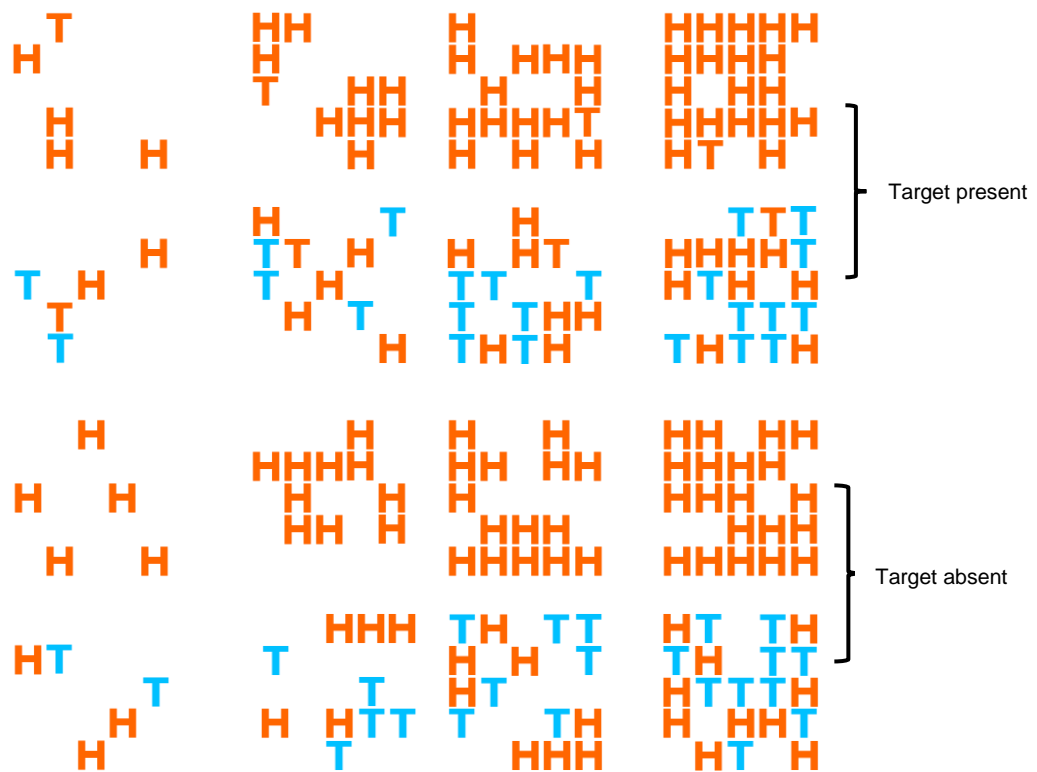 T H H H H H H H H
H H H H H H H H H H
T H H H H H H H
H H H H H H H H T H H H H H
H H H H H H H T H
Target present
H T H T T T
H T T H H H T H H H H T
T H T H T T T H T H H
T H T T T H H T T T
T H T H T H T H T T H
H H H H H H H H
H H H H H H H H H H H H
H H H H H H H H H
H H H H H H H H H
H H H H H H H H H H H H
Target absent
H H H T H T T H T T H
H T T H H T T H T T
T T H T H T T T H
H H H T T T T H H H H T
H T H H H H T H